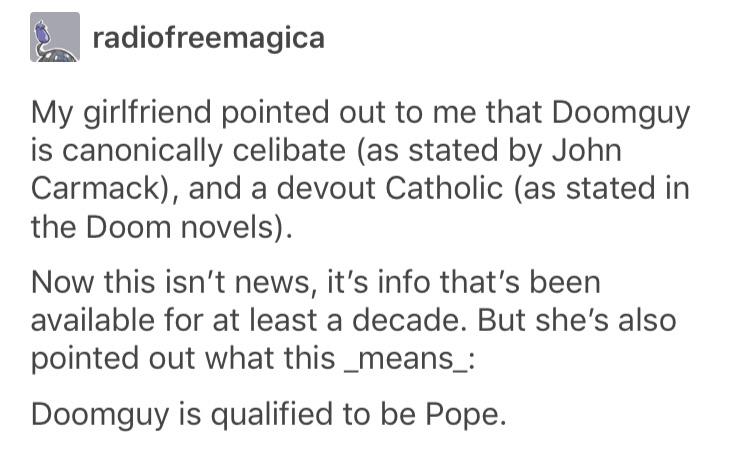 radiofreemagica
My girlfriend pointed out to me that Doomguy
is canonically celibate (as stated by John
Carmack), and a devout Catholic (as stated in
the Doom novels).
Now this isn’t news, it’s info that’s been
available for at least a decade. But she’s also
pointed out what this _means_:
Doomguy is qualified to be Pope.